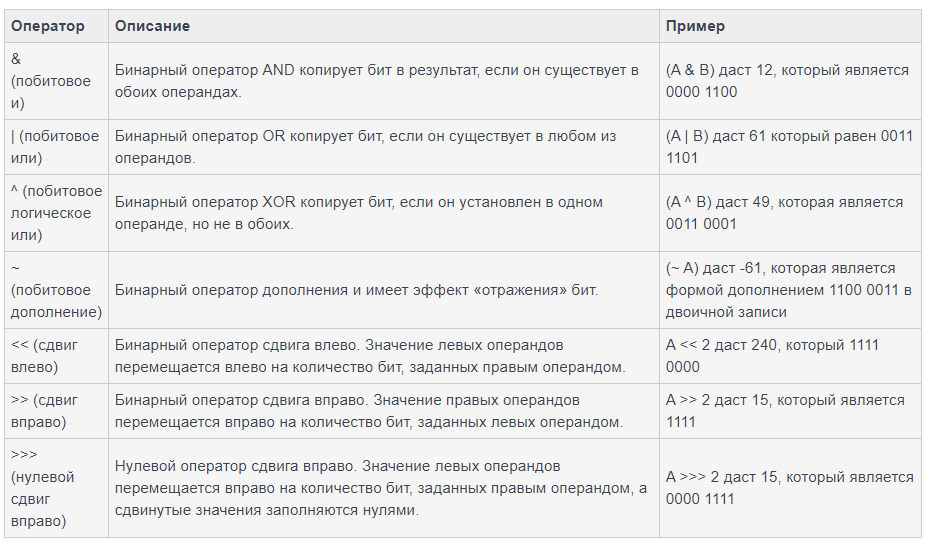 Оператор Описание Пример
&
(побитовое
и)
Бинарный оператор AND копирует бит в результат, если он существует в
обоих операндах.
(A & B) даст 12, который является
0000 1100
| (побитовое
или)
Бинарный оператор OR копирует бит, если он существует в любом из
операндов.
(A | B) даст 61 который равен 0011
1101
^ (побитовое
логическое
или)
Бинарный оператор XOR копирует бит, если он установлен в одном
операнде, но не в обоих.
(A ^ B) даст 49, которая является
0011 0001
~
(побитовое
дополнение)
Бинарный оператор дополнения и имеет эффект «отражения» бит.
(~ A) даст -61, которая является
формой дополнением 1100 0011 в
двоичной записи
<< (сдвиг
влево)
Бинарный оператор сдвига влево. Значение левых операндов
перемещается влево на количество бит, заданных правым операндом.
A << 2 даст 240, который 1111
0000
>> (сдвиг
вправо)
Бинарный оператор сдвига вправо. Значение правых операндов
перемещается вправо на количество бит, заданных левых операндом.
A >> 2 даст 15, который является
1111
>>>
(нулевой
сдвиг
вправо)
Нулевой оператор сдвига вправо. Значение левых операндов
перемещается вправо на количество бит, заданных правым операндом, а
сдвинутые значения заполняются нулями.
A >>> 2 даст 15, который является
0000 1111